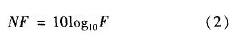 NF = 10log₁₀F (2)